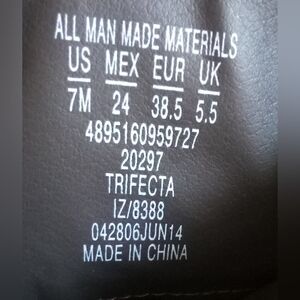 ALL MAN MADE MATERIALS
US MEX EUR UK
7M 24 38.5 5.5
4895160959727
20297
TRIFECTA
IZ/8388
042806JUN14
MADE IN CHINA